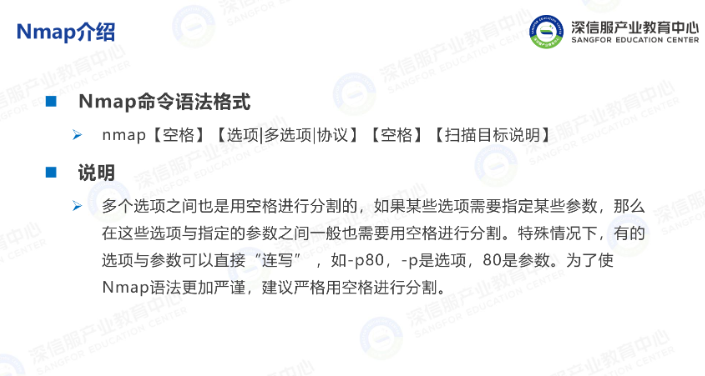 Nmap介绍
深信服产业教育中心
SANGFOR EDUCATION CENTER
Nmap命令语法格式
nmap【空格】【选项|多选项|协议】【空格】【扫描目标说明】
说明
多个选项之间也是用空格进行分割的，如果某些选项需要指定某些参数，那么
在这些选项与指定的参数之间一般也需要用空格进行分割。特殊情况下，有的
选项与参数可以直接“连写”，如-p80，-p是选项，80是参数。为了使
Nmap语法更加严谨，建议严格用空格进行分割。